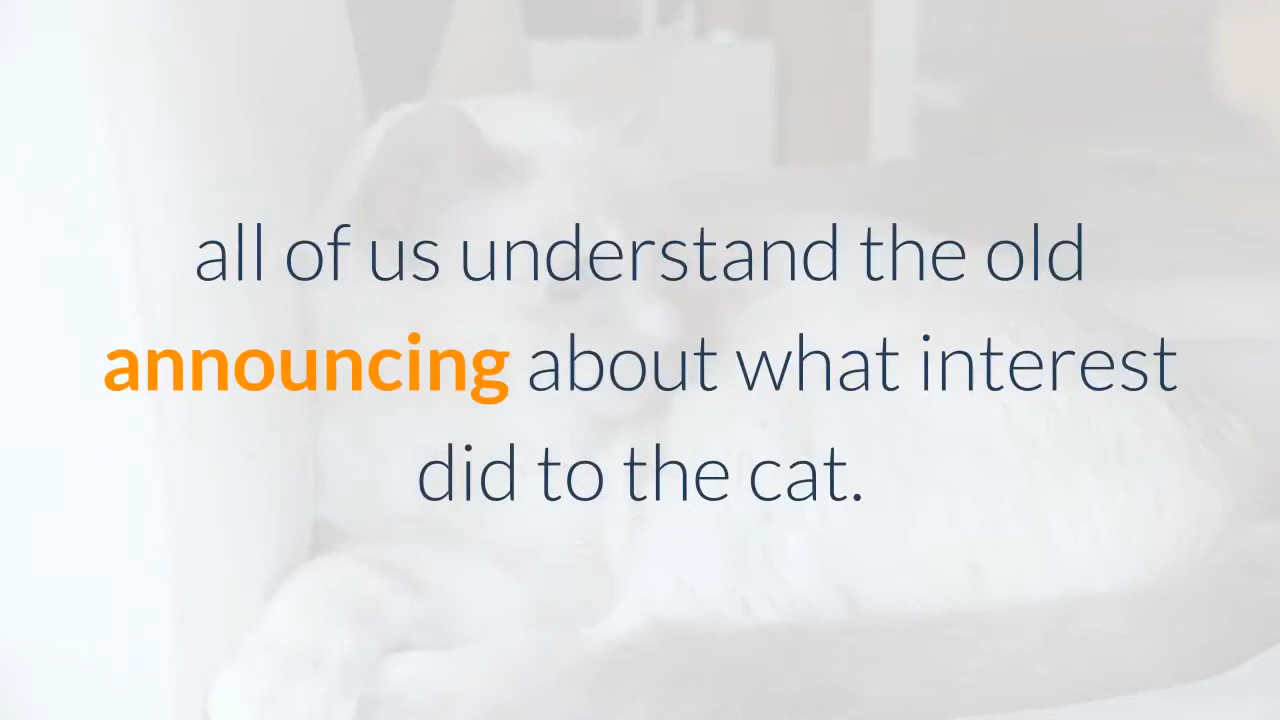 all of us understand the old
announcing about what interest
did to the cat.